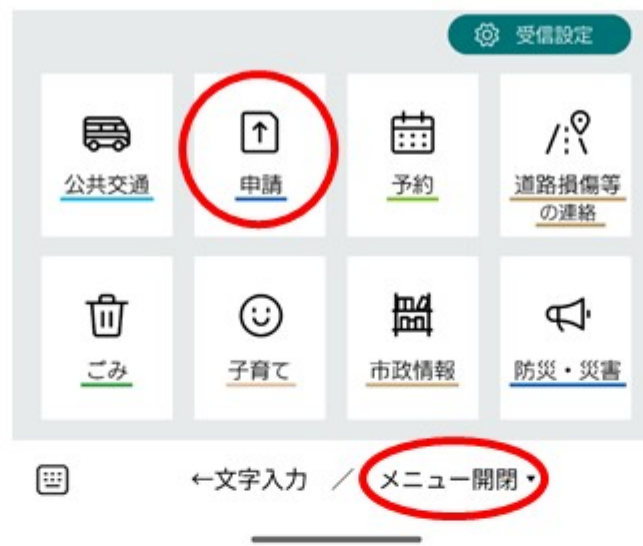 受信設定
公共交通
申請
予約
道路損傷等
の連絡
ごみ
子育て
市政情報
防災・災害
←文字入力 / メニュー開閉▾